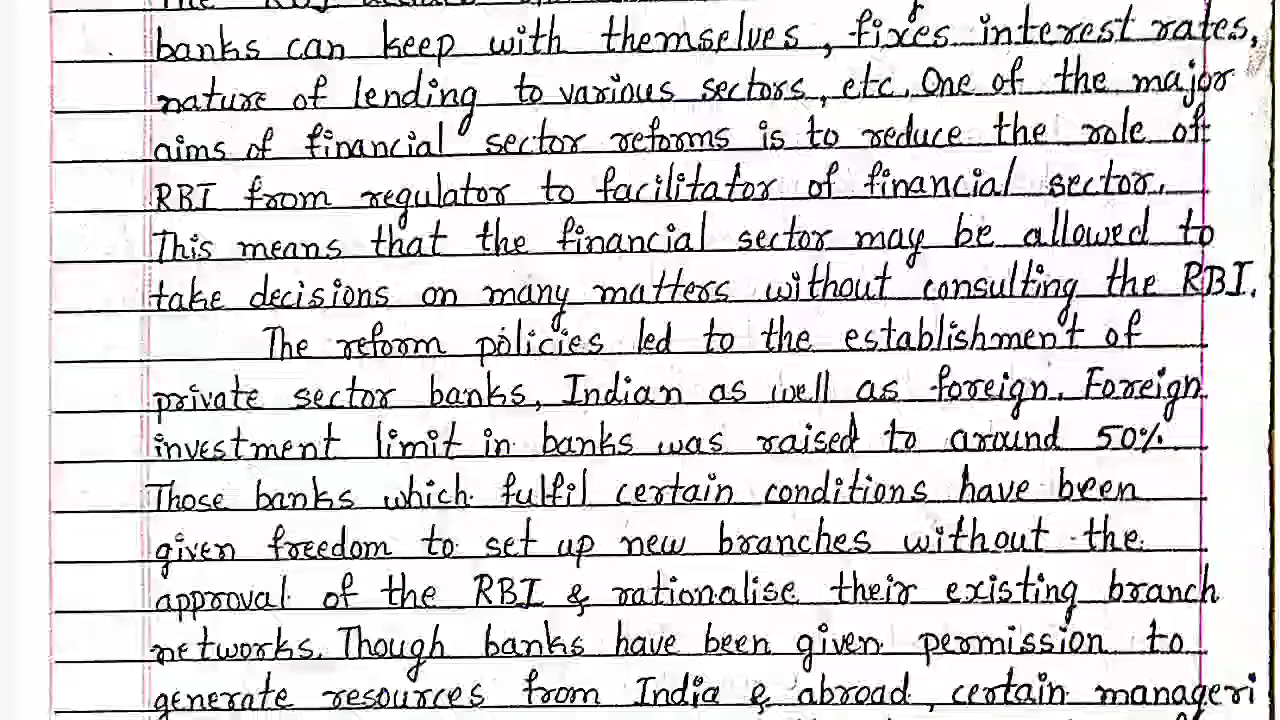 banks can keep with themselves, fixes interest rates,
nature of lending to various sectors, etc. One of the major
aims of financial sector reforms is to reduce the role of
RBI from regulator to facilitator of financial sector.
This means that the financial sector may be allowed to
take decisions on many matters without consulting the RBI.
The reform policies led to the establishment of
private sector banks, Indian as well as foreign. Foreign
investment limit in banks was raised to around 50%.
Those banks which fulfil certain conditions have been
given freedom to set up new branches without the
approval of the RBI & rationalise their existing branch
networks. Though banks have been given permission to
generate resources from India & abroad, certain manageri